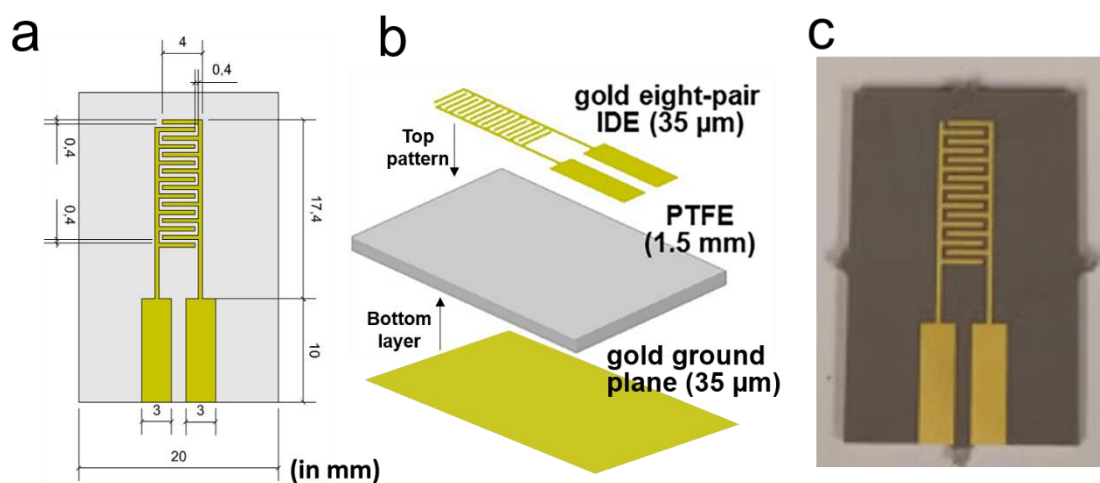 a
4
0,4
0,4
0,4
17,4
10
3
3
20
(in mm)
b
gold eight-pair
IDE (35 µm)
Top
pattern
PTFE
(1.5 mm)
Bottom
layer
gold ground
plane (35 µm)
c